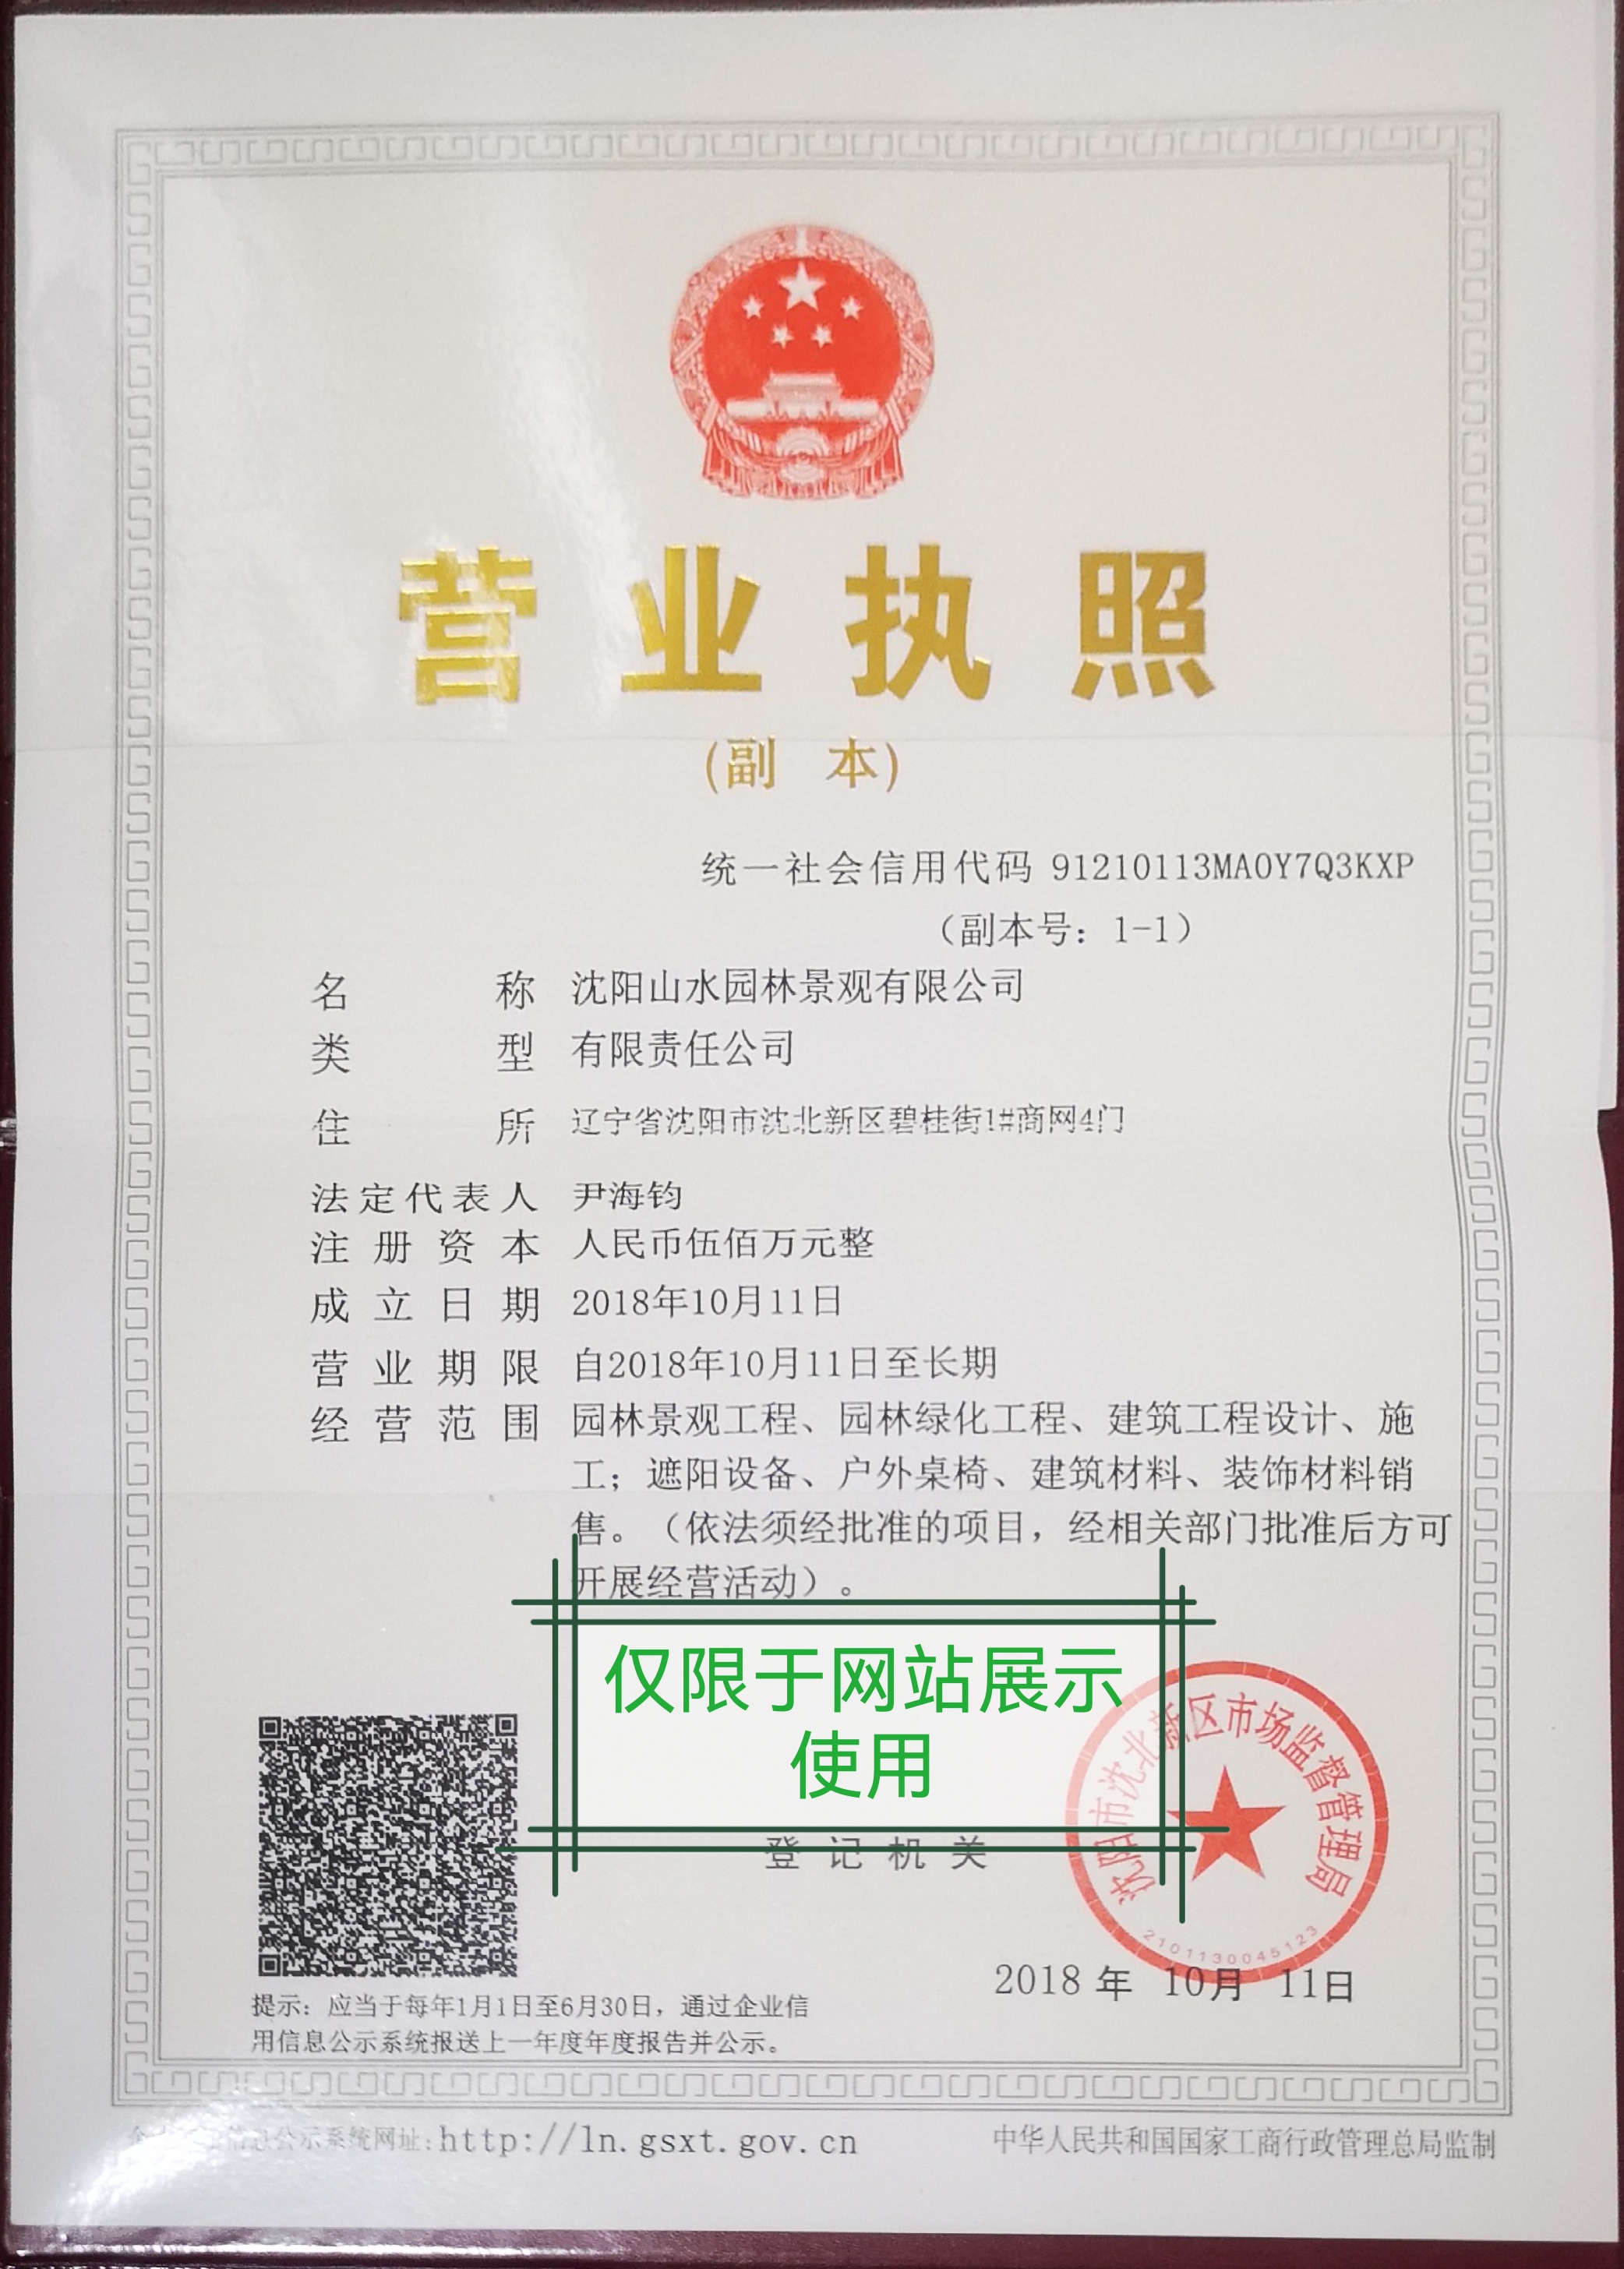 营业执照
(副 本)
统一社会信用代码 91210113MA0Y7Q3KXP
（副本号：1-1）
名称 沈阳山水园林景观有限公司
类型 有限责任公司
住所 辽宁省沈阳市沈北新区碧桂街1#商网4门
法定代表人 尹海钧
注册资本 人民币伍佰万元整
成立日期 2018年10月11日
营业期限 自2018年10月11日至长期
经营范围 园林景观工程、园林绿化工程、建筑工程设计、施
工；遮阳设备、户外桌椅、建筑材料、装饰材料销
售。（依法须经批准的项目，经相关部门批准后方可
开展经营活动）。
仅限于网站展示
使用
沈阳市沈北新区市场监督管理局
2101130045123
登记机关
2018 年 10月 11日
提示：应当于每年1月1日至6月30日，通过企业信
用信息公示系统报送上一年度年度报告并公示。
信息公示系统网址:http://ln.gsxt.gov.cn
中华人民共和国国家工商行政管理总局监制